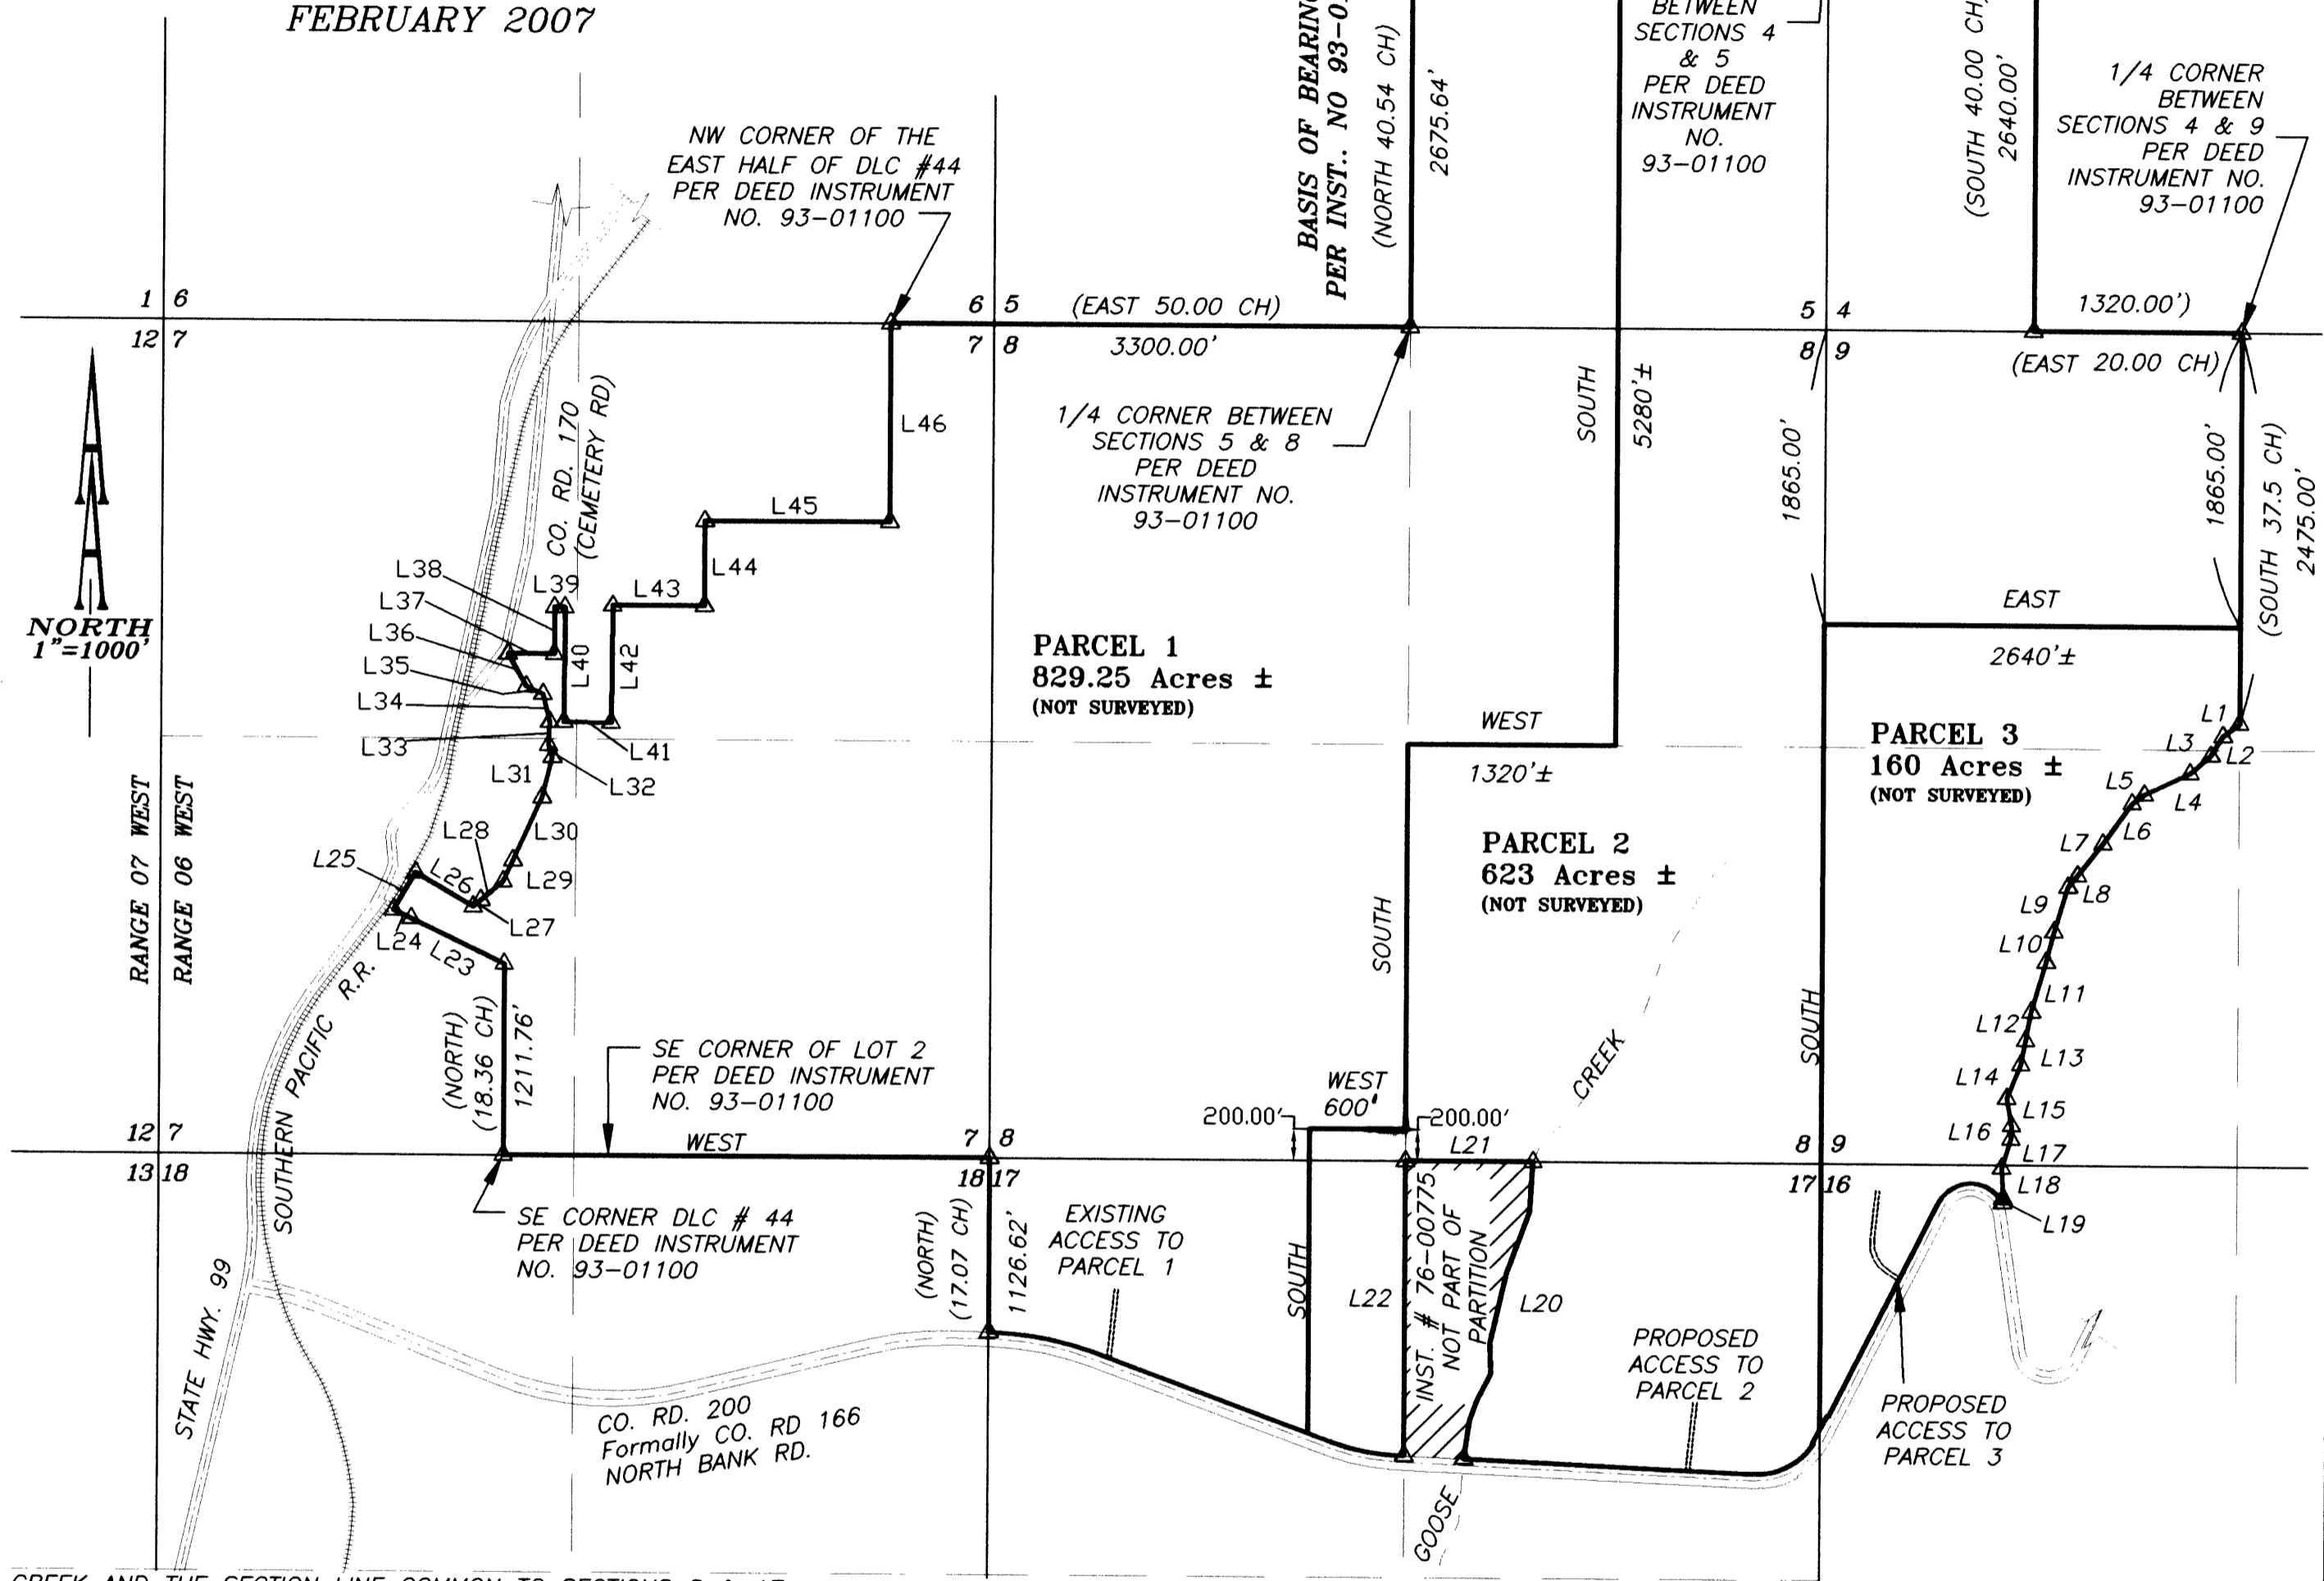 FEBRUARY 2007
BASIS OF BEARING
PER INST.. NO 93-0
(NORTH 40.54 CH)
2675.64'
BETWEEN
SECTIONS 4
& 5
PER DEED
INSTRUMENT
NO.
93-01100
(SOUTH 40.00 CH)
2640.00'
1/4 CORNER
BETWEEN
SECTIONS 4 & 9
PER DEED
INSTRUMENT NO.
93-01100
NW CORNER OF THE
EAST HALF OF DLC #44
PER DEED INSTRUMENT
NO. 93-01100
1 6
12 7
6 5
7 8
(EAST 50.00 CH)
3300.00'
5 4
8 9
1320.00')
(EAST 20.00 CH)
NORTH
1"=1000'
CO. RD. 170
(CEMETERY RD)
L46
L45
L44
L43
1/4 CORNER BETWEEN
SECTIONS 5 & 8
PER DEED
INSTRUMENT NO.
93-01100
SOUTH
5280'±
1865.00'
1865.00'
(SOUTH 37.5 CH)
2475.00'
L38
L39
L37
L36
L35
L34
L33
L40
L42
L41
L32
L31
PARCEL 1
829.25 Acres ±
(NOT SURVEYED)
EAST
2640'±
WEST
1320'±
PARCEL 3
160 Acres ±
(NOT SURVEYED)
L1
L2
L3
L4
L5
L6
L7
L8
L9
L10
L11
L12
L13
L14
L15
L16
L17
L18
L19
PARCEL 2
623 Acres ±
(NOT SURVEYED)
RANGE 07 WEST
RANGE 06 WEST
L28
L30
L25
L26
L29
L27
L24
L23
SOUTHERN PACIFIC R.R.
(NORTH)
(18.36 CH)
1211.76'
SE CORNER OF LOT 2
PER DEED INSTRUMENT
NO. 93-01100
WEST
SOUTH
CREEK
SOUTH
WEST
600'
200.00'
200.00'
L21
12 7
13 18
7 8
18 17
8 9
17 16
SE CORNER DLC # 44
PER DEED INSTRUMENT
NO. 93-01100
(NORTH)
(17.07 CH)
1126.62'
EXISTING
ACCESS TO
PARCEL 1
SOUTH
L22
INST. # 76-00775
NOT PART OF
PARTITION
L20
PROPOSED
ACCESS TO
PARCEL 2
PROPOSED
ACCESS TO
PARCEL 3
STATE HWY. 99
CO. RD. 200
Formally CO. RD 166
NORTH BANK RD.
GOOSE